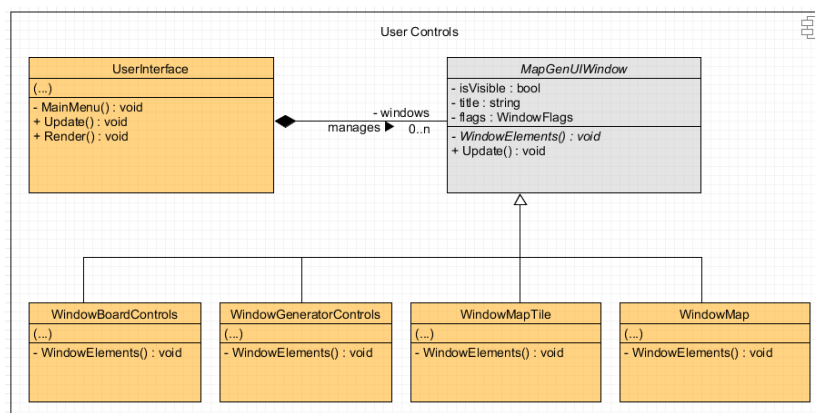 User Controls
UserInterface
(...)
- MainMenu() : void
+ Update() : void
+ Render() : void
- windows
manages
0..n
MapGenUIWindow
- isVisible : bool
- title : string
- flags : WindowFlags
- WindowElements() : void
+ Update() : void
WindowBoardControls
(...)
- WindowElements() : void
WindowGeneratorControls
(...)
- WindowElements() : void
WindowMapTile
(...)
- WindowElements() : void
WindowMap
(...)
- WindowElements() : void